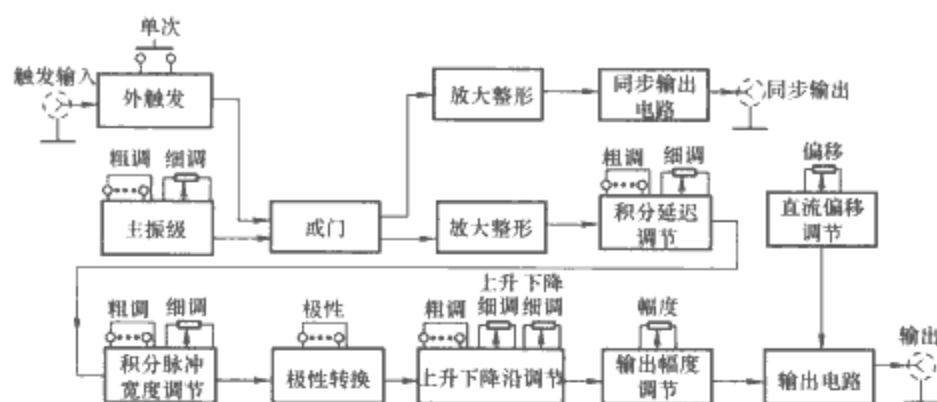 单次
触发输入
外触发
放大整形
同步输出
电路
同步输出
粗调 细调
主振级
或门
放大整形
粗调 细调
积分延迟
调节
偏移
直流偏移
调节
粗调 细调
积分脉冲
宽度调节
极性
极性转换
上升 下降
粗调 细调 细调
上升下降沿调节
幅度
输出幅度
调节
输出电路
输出